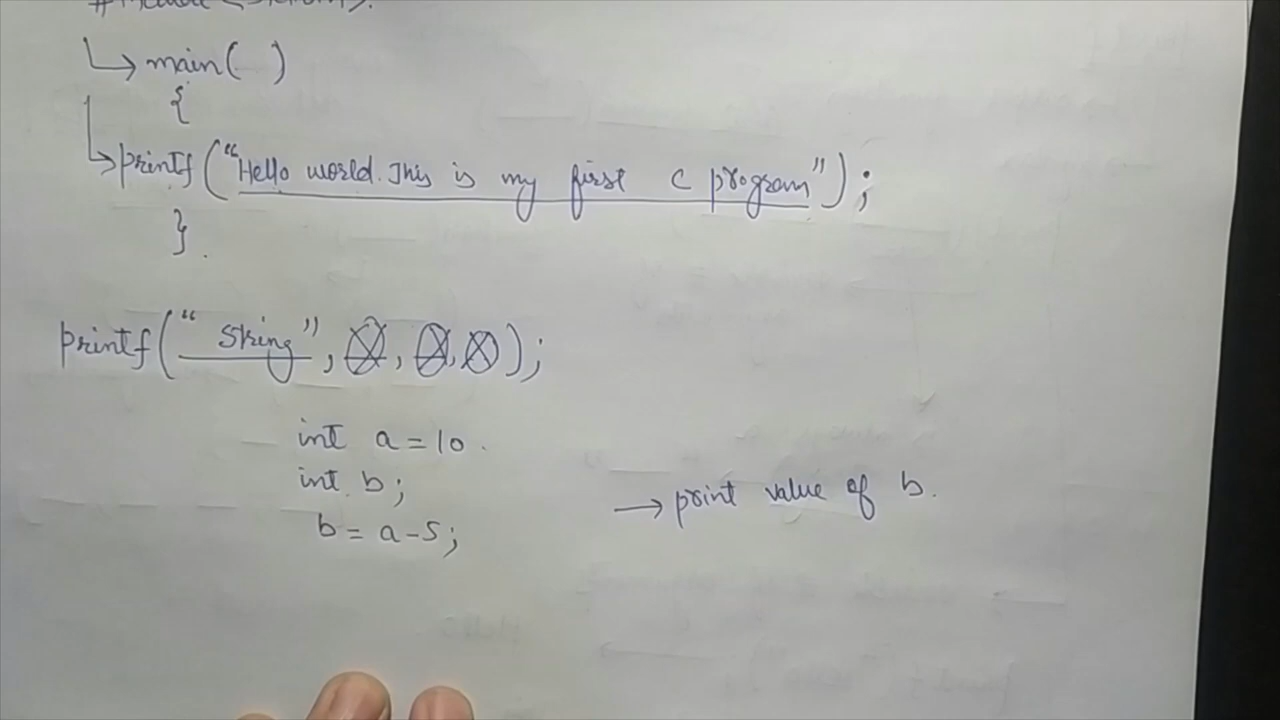 main( )
{
printf("Hello world. This is my first C program");
}.
printf("String", , , );
int a = 10.
int b;
b = a-5;
→ print value of b.